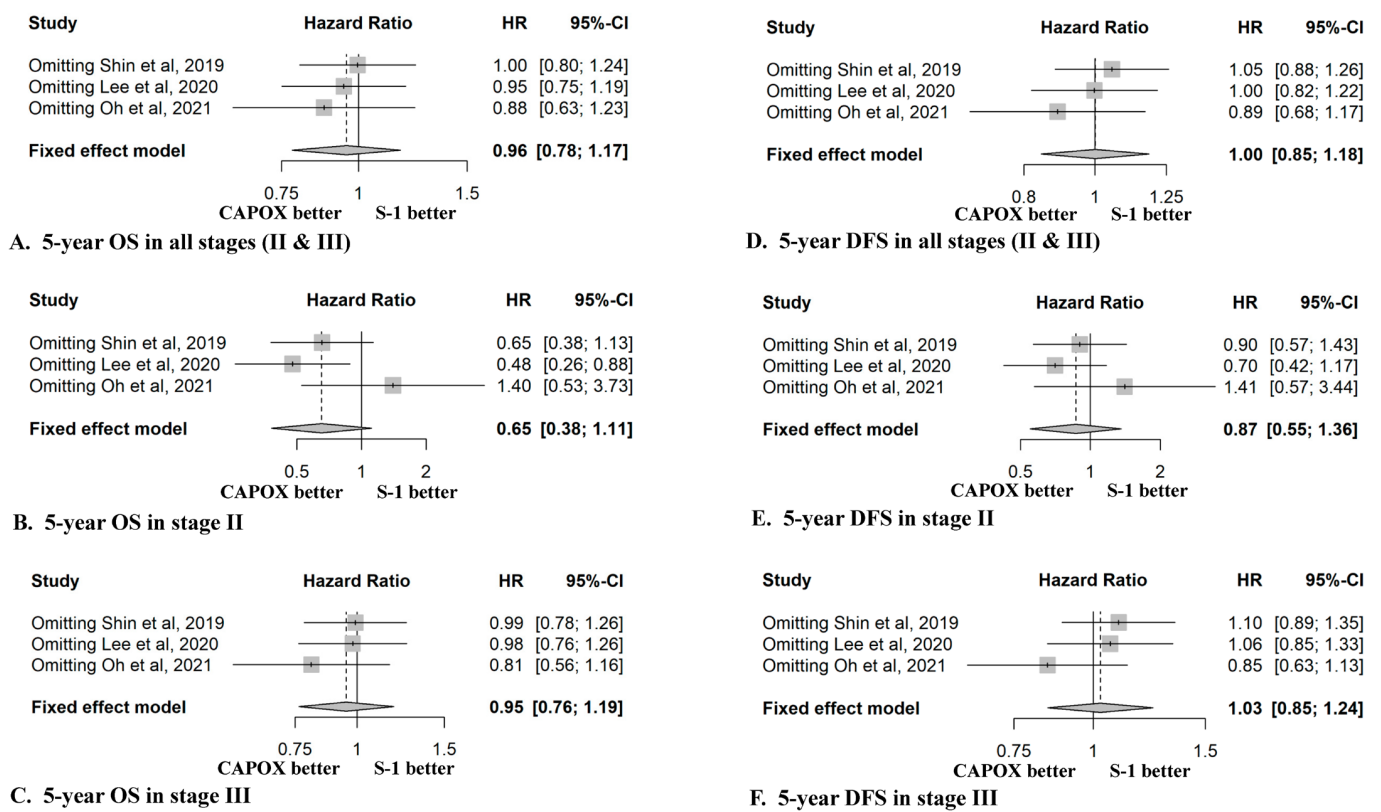 Study Hazard Ratio HR 95%-CI
Omitting Shin et al, 2019 1.00 [0.80; 1.24]
Omitting Lee et al, 2020 0.95 [0.75; 1.19]
Omitting Oh et al, 2021 0.88 [0.63; 1.23]
Fixed effect model 0.96 [0.78; 1.17]
0.75 1 1.5
CAPOX better S-1 better
A. 5-year OS in all stages (II & III)
Study Hazard Ratio HR 95%-CI
Omitting Shin et al, 2019 0.65 [0.38; 1.13]
Omitting Lee et al, 2020 0.48 [0.26; 0.88]
Omitting Oh et al, 2021 1.40 [0.53; 3.73]
Fixed effect model 0.65 [0.38; 1.11]
0.5 1 2
CAPOX better S-1 better
B. 5-year OS in stage II
Study Hazard Ratio HR 95%-CI
Omitting Shin et al, 2019 0.99 [0.78; 1.26]
Omitting Lee et al, 2020 0.98 [0.76; 1.26]
Omitting Oh et al, 2021 0.81 [0.56; 1.16]
Fixed effect model 0.95 [0.76; 1.19]
0.75 1 1.5
CAPOX better S-1 better
C. 5-year OS in stage III
Study Hazard Ratio HR 95%-CI
Omitting Shin et al, 2019 1.05 [0.88; 1.26]
Omitting Lee et al, 2020 1.00 [0.82; 1.22]
Omitting Oh et al, 2021 0.89 [0.68; 1.17]
Fixed effect model 1.00 [0.85; 1.18]
0.8 1 1.25
CAPOX better S-1 better
D. 5-year DFS in all stages (II & III)
Study Hazard Ratio HR 95%-CI
Omitting Shin et al, 2019 0.90 [0.57; 1.43]
Omitting Lee et al, 2020 0.70 [0.42; 1.17]
Omitting Oh et al, 2021 1.41 [0.57; 3.44]
Fixed effect model 0.87 [0.55; 1.36]
0.5 1 2
CAPOX better S-1 better
E. 5-year DFS in stage II
Study Hazard Ratio HR 95%-CI
Omitting Shin et al, 2019 1.10 [0.89; 1.35]
Omitting Lee et al, 2020 1.06 [0.85; 1.33]
Omitting Oh et al, 2021 0.85 [0.63; 1.13]
Fixed effect model 1.03 [0.85; 1.24]
0.75 1 1.5
CAPOX better S-1 better
F. 5-year DFS in stage III